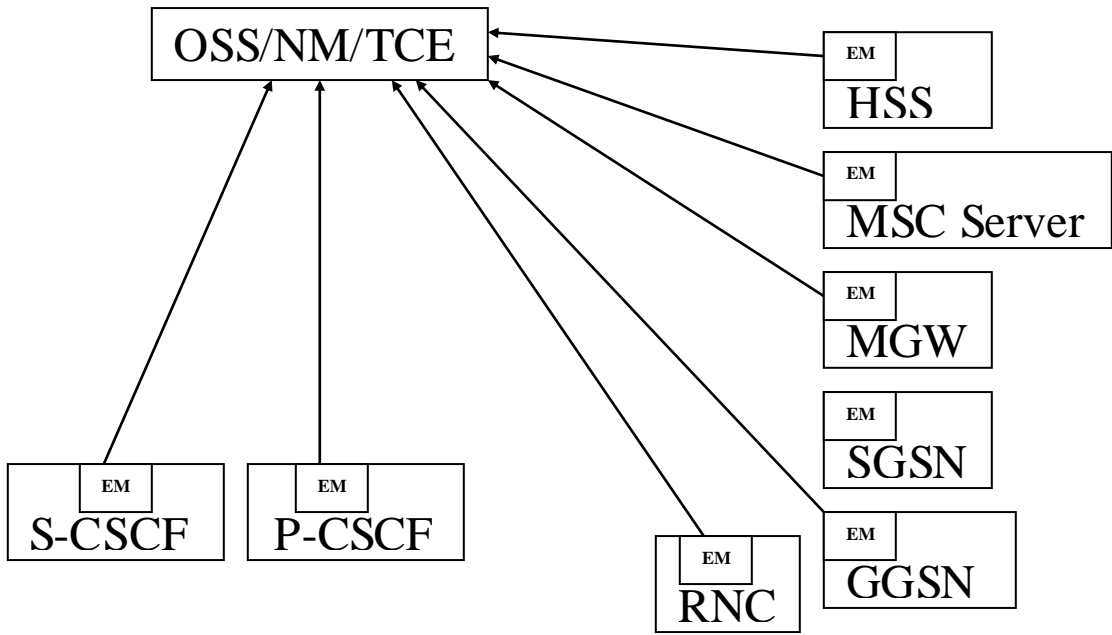 OSS/NM/TCE
EM
HSS
EM
MSC Server
EM
MGW
EM
SGSN
EM
GGSN
EM
S-CSCF
EM
P-CSCF
EM
RNC